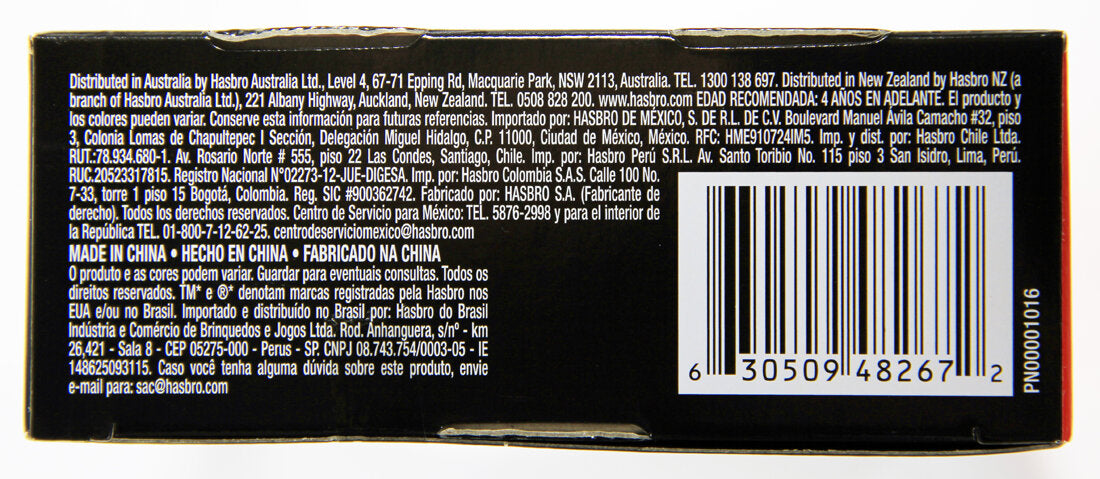 Distributed in Australia by Hasbro Australia Ltd., Level 4, 67-71 Epping Rd, Macquarie Park, NSW 2113, Australia. TEL. 1300 138 697. Distributed in New Zealand by Hasbro NZ (a
branch of Hasbro Australia Ltd.), 221 Albany Highway, Auckland, New Zealand. TEL. 0508 828 200. www.hasbro.com EDAD RECOMENDADA: 4 AÑOS EN ADELANTE. El producto y
los colores pueden variar. Conserve esta información para futuras referencias. Importado por: HASBRO DE MÉXICO, S. DE R.L. DE C.V. Boulevard Manuel Ávila Camacho #32, piso
3, Colonia Lomas de Chapultepec I Sección, Delegación Miguel Hidalgo, C.P. 11000, Ciudad de México, México. RFC: HME910724IM5. Imp. y dist. por: Hasbro Chile Ltda.
RUT.:78.934.680-1. Av. Rosario Norte # 555, piso 22 Las Condes, Santiago, Chile. Imp. por: Hasbro Perú S.R.L. Av. Santo Toribio No. 115 piso 3 San Isidro, Lima, Perú.
RUC.20523317815. Registro Nacional N°02273-12-JUE-DIGESA. Imp. por: Hasbro Colombia S.A.S. Calle 100 No.
7-33, torre 1 piso 15 Bogotá, Colombia. Reg. SIC #900362742. Fabricado por: HASBRO S.A. (Fabricante de
derecho). Todos los derechos reservados. Centro de Servicio para México: TEL. 5876-2998 y para el interior de
la República TEL. 01-800-7-12-62-25. centrodeserviciomexico@hasbro.com
MADE IN CHINA • HECHO EN CHINA • FABRICADO NA CHINA
O produto e as cores podem variar. Guardar para eventuais consultas. Todos os
direitos reservados. TM* e ®* denotam marcas registradas pela Hasbro nos
EUA e/ou no Brasil. Importado e distribuído no Brasil por: Hasbro do Brasil
Indústria e Comércio de Brinquedos e Jogos Ltda. Rod. Anhanguera, s/nº - km
26,421 - Sala 8 - CEP 05275-000 - Perus - SP. CNPJ 08.743.754/0003-05 - IE
148625093115. Caso você tenha alguma dúvida sobre este produto, envie
e-mail para: sac@hasbro.com
6 30509 48267 2
PN00001016